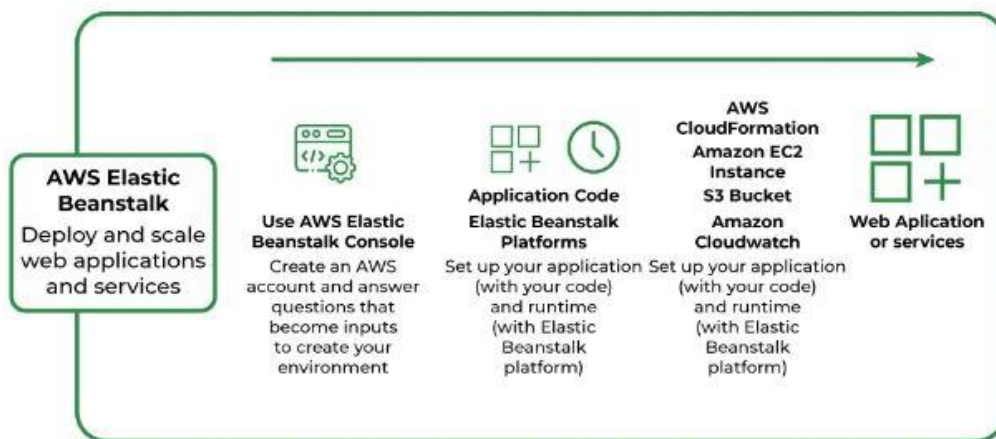 AWS Elastic
Beanstalk
Deploy and scale
web applications
and services
</>
Use AWS Elastic
Beanstalk Console
Create an AWS
account and answer
questions that
become inputs
to create your
environment
Application Code
Elastic Beanstalk
Platforms
Set up your application
(with your code)
and runtime
(with Elastic
Beanstalk
platform)
AWS
CloudFormation
Amazon EC2
Instance
S3 Bucket
Amazon
Cloudwatch
Set up your application
(with your code)
and runtime
(with Elastic
Beanstalk
platform)
Web Aplication
or services